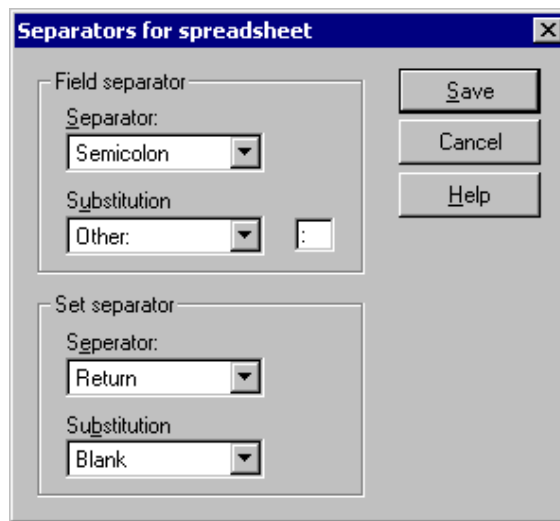 Separators for spreadsheet
Field separator
Separator:
Semicolon
Substitution
Other: :
Set separator
Seperator:
Return
Substitution
Blank
Save
Cancel
Help